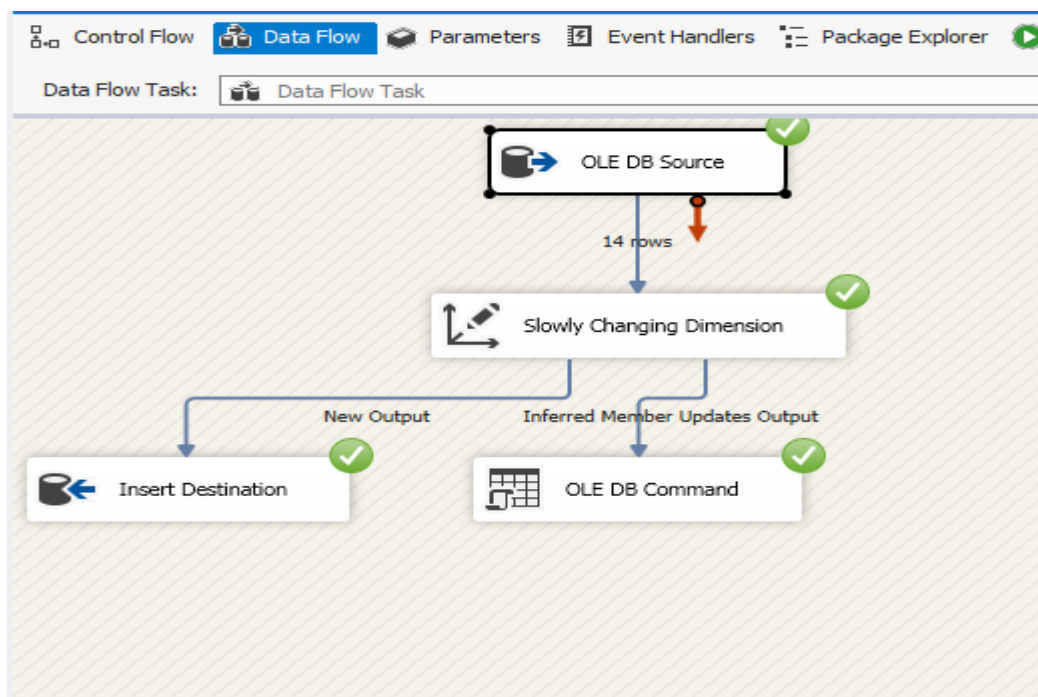 Control Flow Data Flow Parameters Event Handlers Package Explorer
Data Flow Task: Data Flow Task
OLE DB Source
14 rows
Slowly Changing Dimension
New Output Inferred Member Updates Output
Insert Destination OLE DB Command